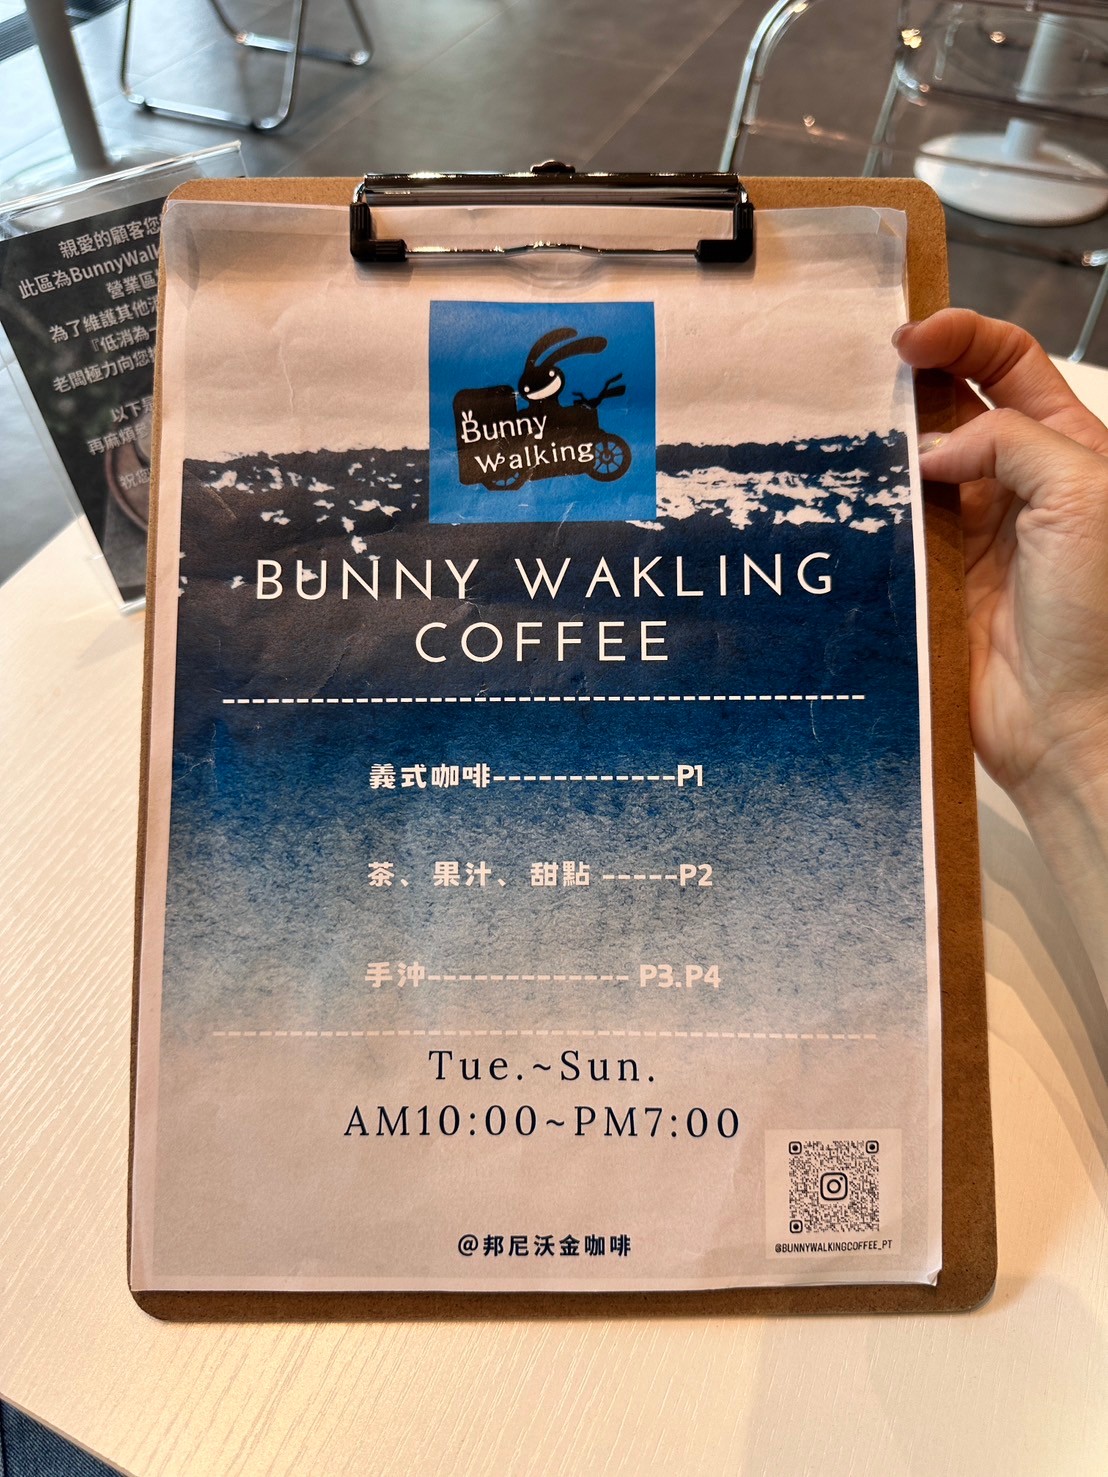 親愛的顧客您
此區為BunnyWalk
營業區
為了維護其他
『低消為一
老闆極力向您
以下是
再麻煩
祝您
Bunny
Walking
BUNNY WAKLING
COFFEE
義式咖啡------------P1
茶、果汁、甜點 -----P2
手沖------------- P3.P4
Tue.~Sun.
AM10:00~PM7:00
@BUNNYWALKINGCOFFEE_PT
@邦尼沃金咖啡